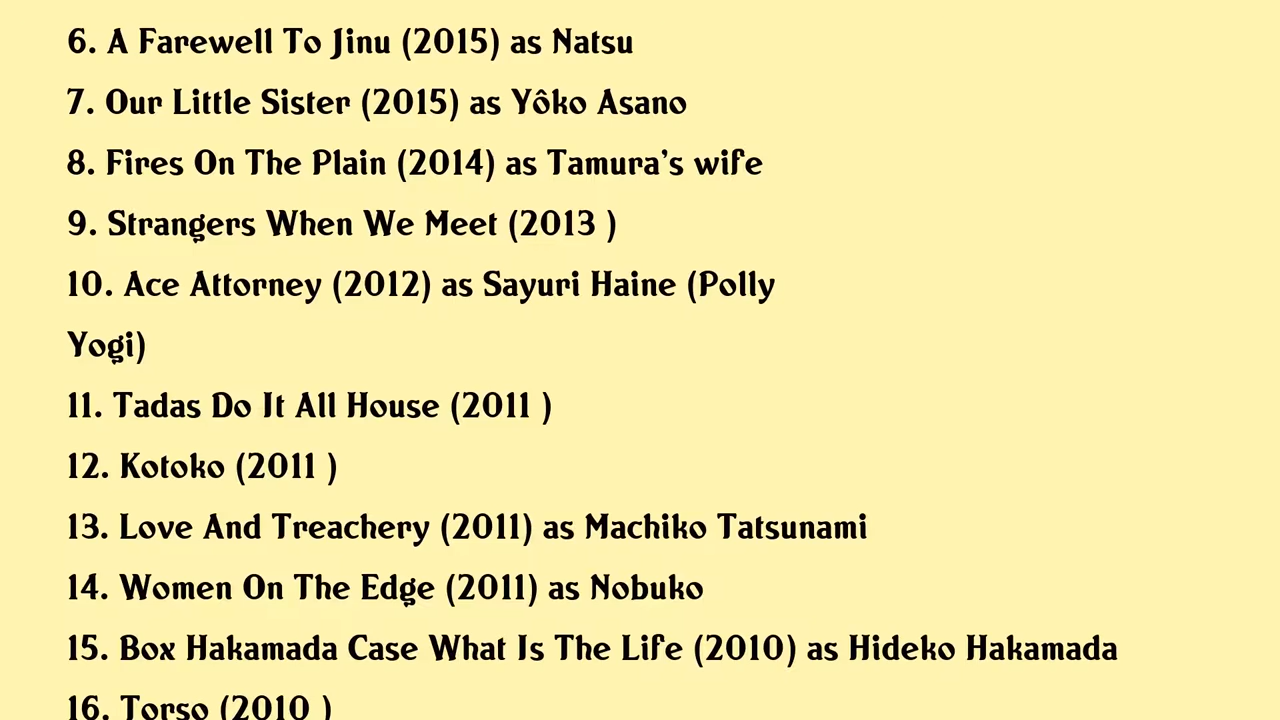 6. A Farewell To Jinu (2015) as Natsu
7. Our Little Sister (2015) as Yôko Asano
8. Fires On The Plain (2014) as Tamura's wife
9. Strangers When We Meet (2013 )
10. Ace Attorney (2012) as Sayuri Haine (Polly
Yogi)
11. Tadas Do It All House (2011 )
12. Kotoko (2011 )
13. Love And Treachery (2011) as Machiko Tatsunami
14. Women On The Edge (2011) as Nobuko
15. Box Hakamada Case What Is The Life (2010) as Hideko Hakamada
16. Torso (2010 )